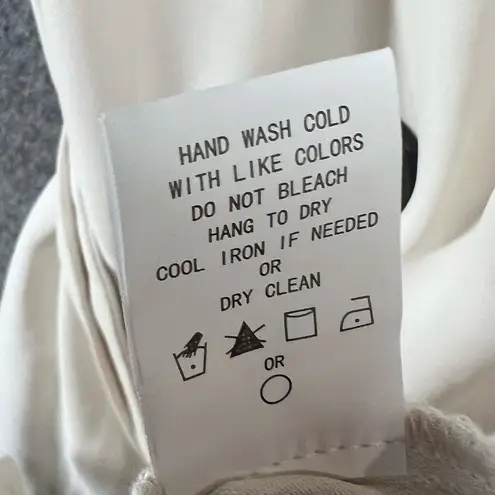 HAND WASH COLD
WITH LIKE COLORS
DO NOT BLEACH
HANG TO DRY
COOL IRON IF NEEDED
OR
DRY CLEAN
OR